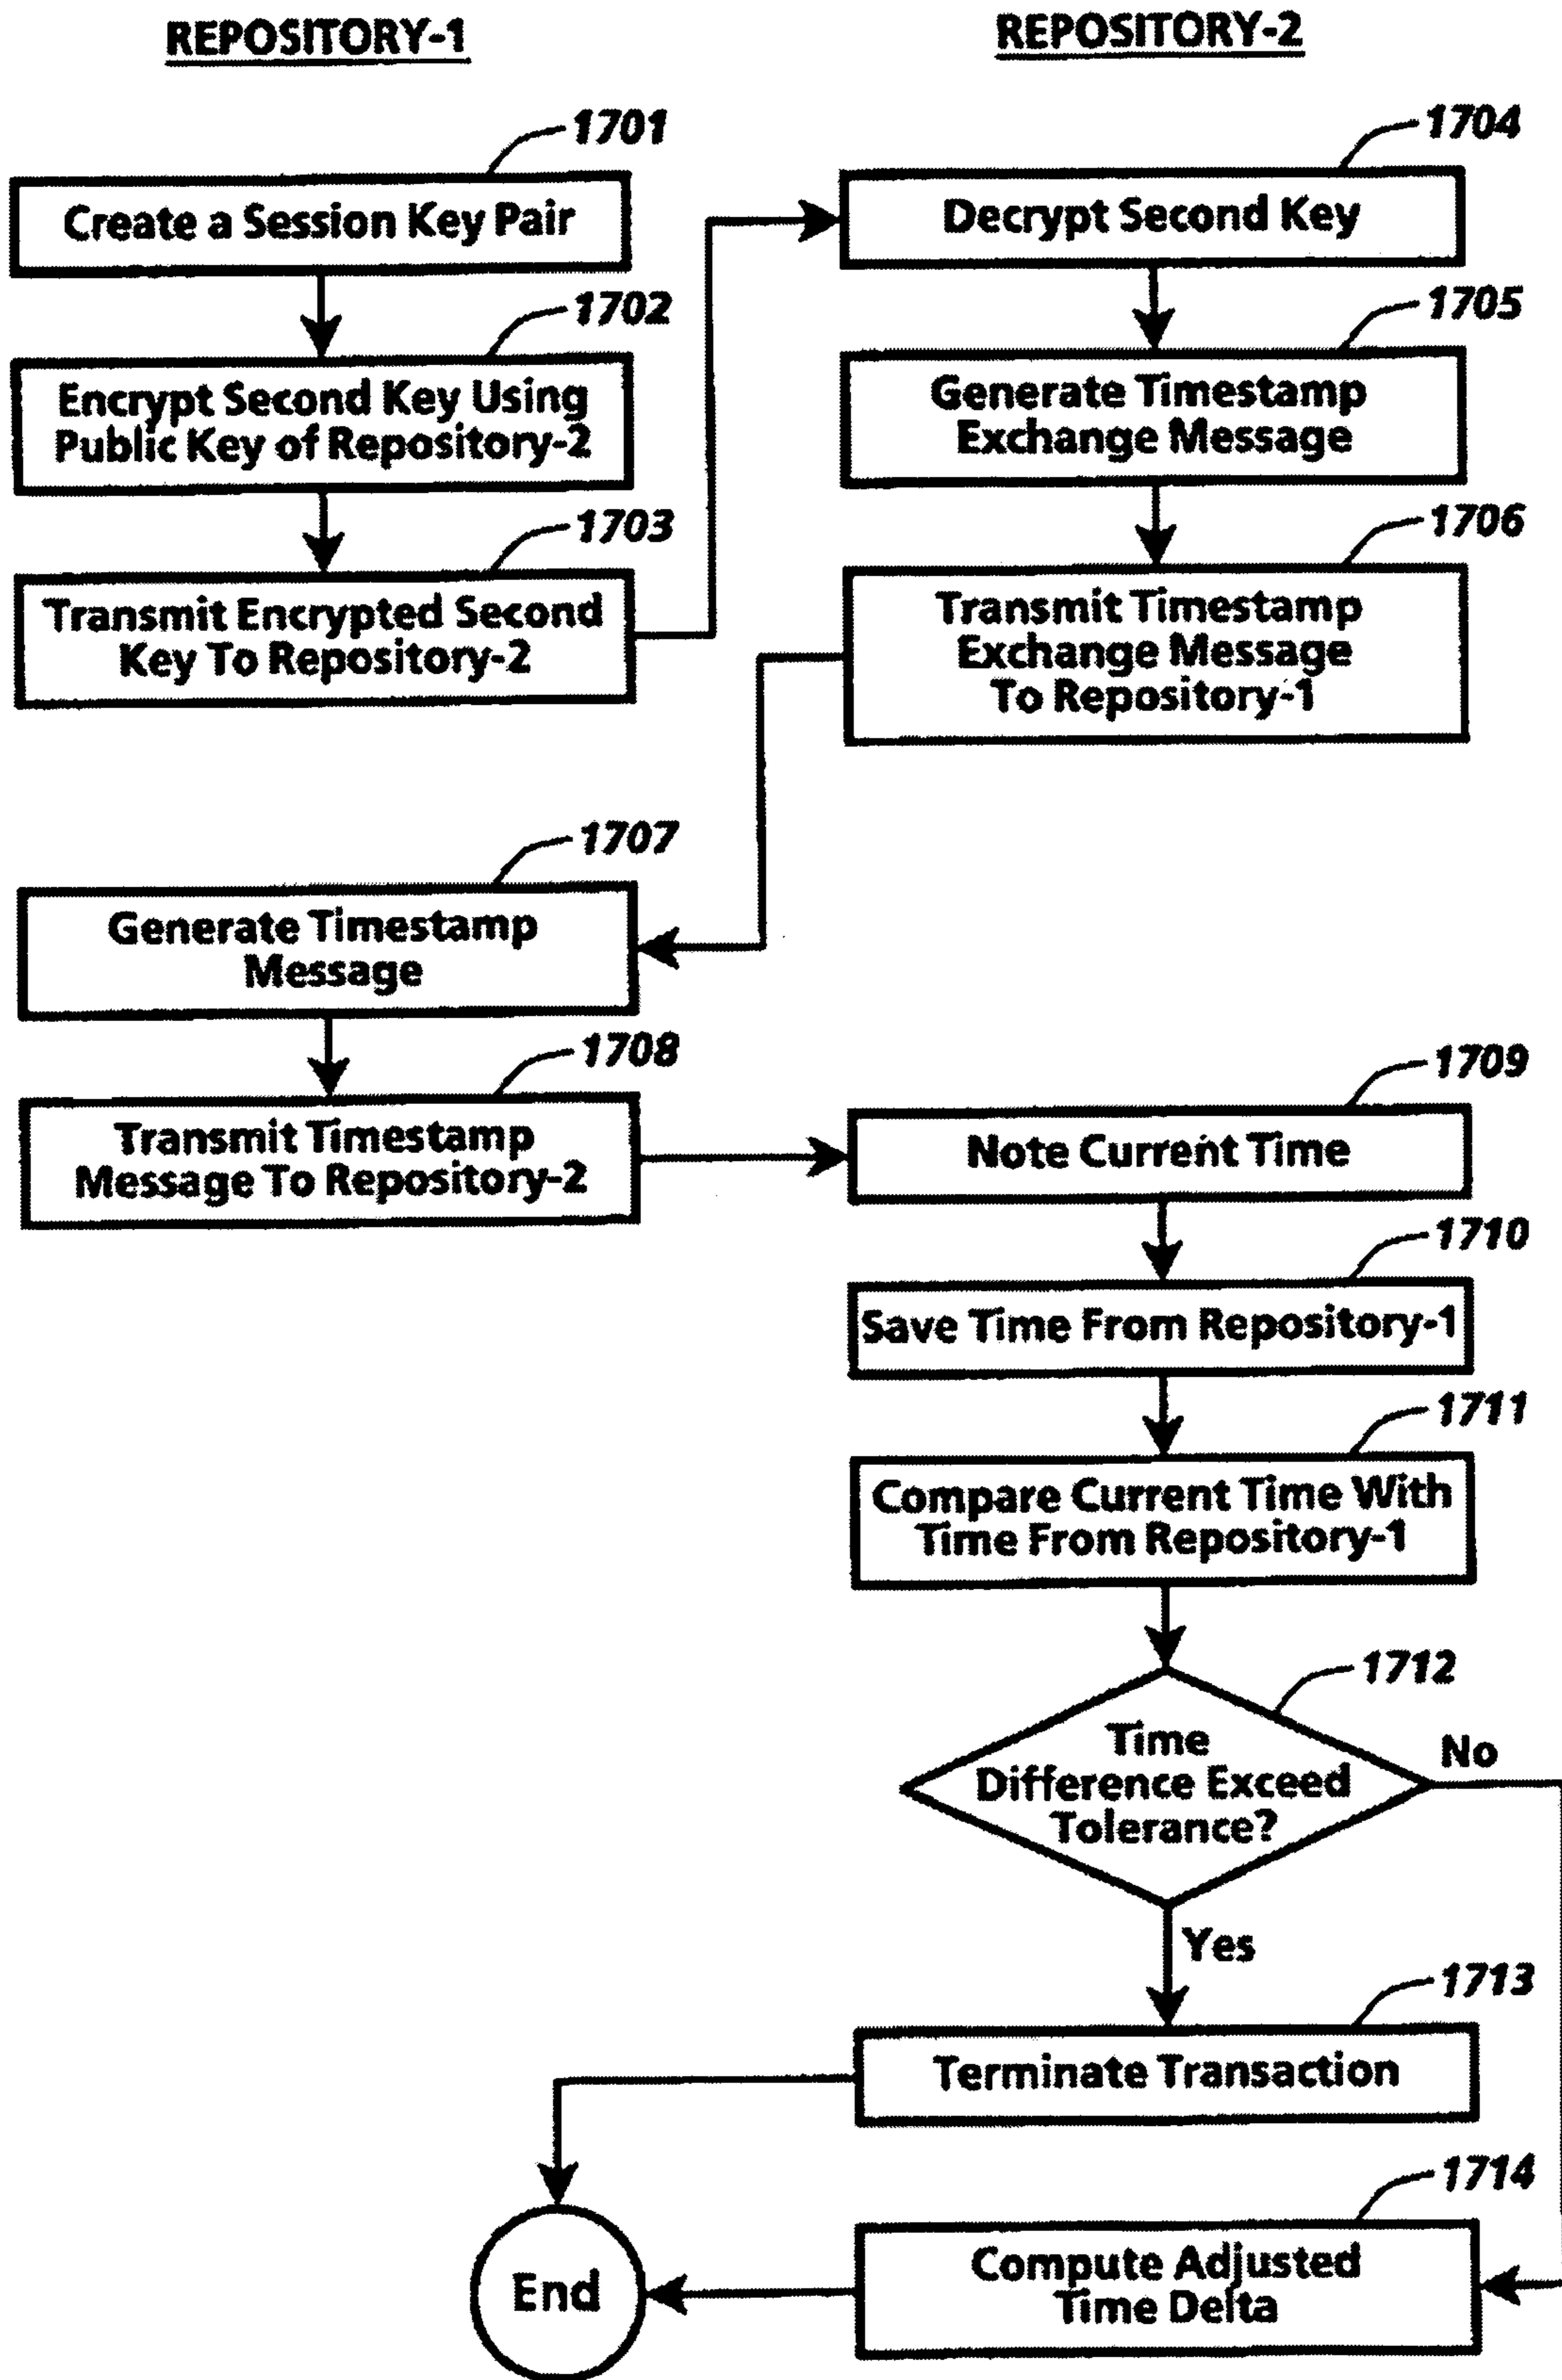 REPOSITORY-1
REPOSITORY-2
1701
Create a Session Key Pair
1702
Encrypt Second Key Using
Public Key of Repository-2
1703
Transmit Encrypted Second
Key To Repository-2
1704
Decrypt Second Key
1705
Generate Timestamp
Exchange Message
1706
Transmit Timestamp
Exchange Message
To Repository-1
1707
Generate Timestamp
Message
1708
Transmit Timestamp
Message To Repository-2
1709
Note Current Time
1710
Save Time From Repository-1
1711
Compare Current Time With
Time From Repository-1
1712
Time
Difference Exceed
Tolerance?
No
Yes
1713
Terminate Transaction
1714
Compute Adjusted
Time Delta
End